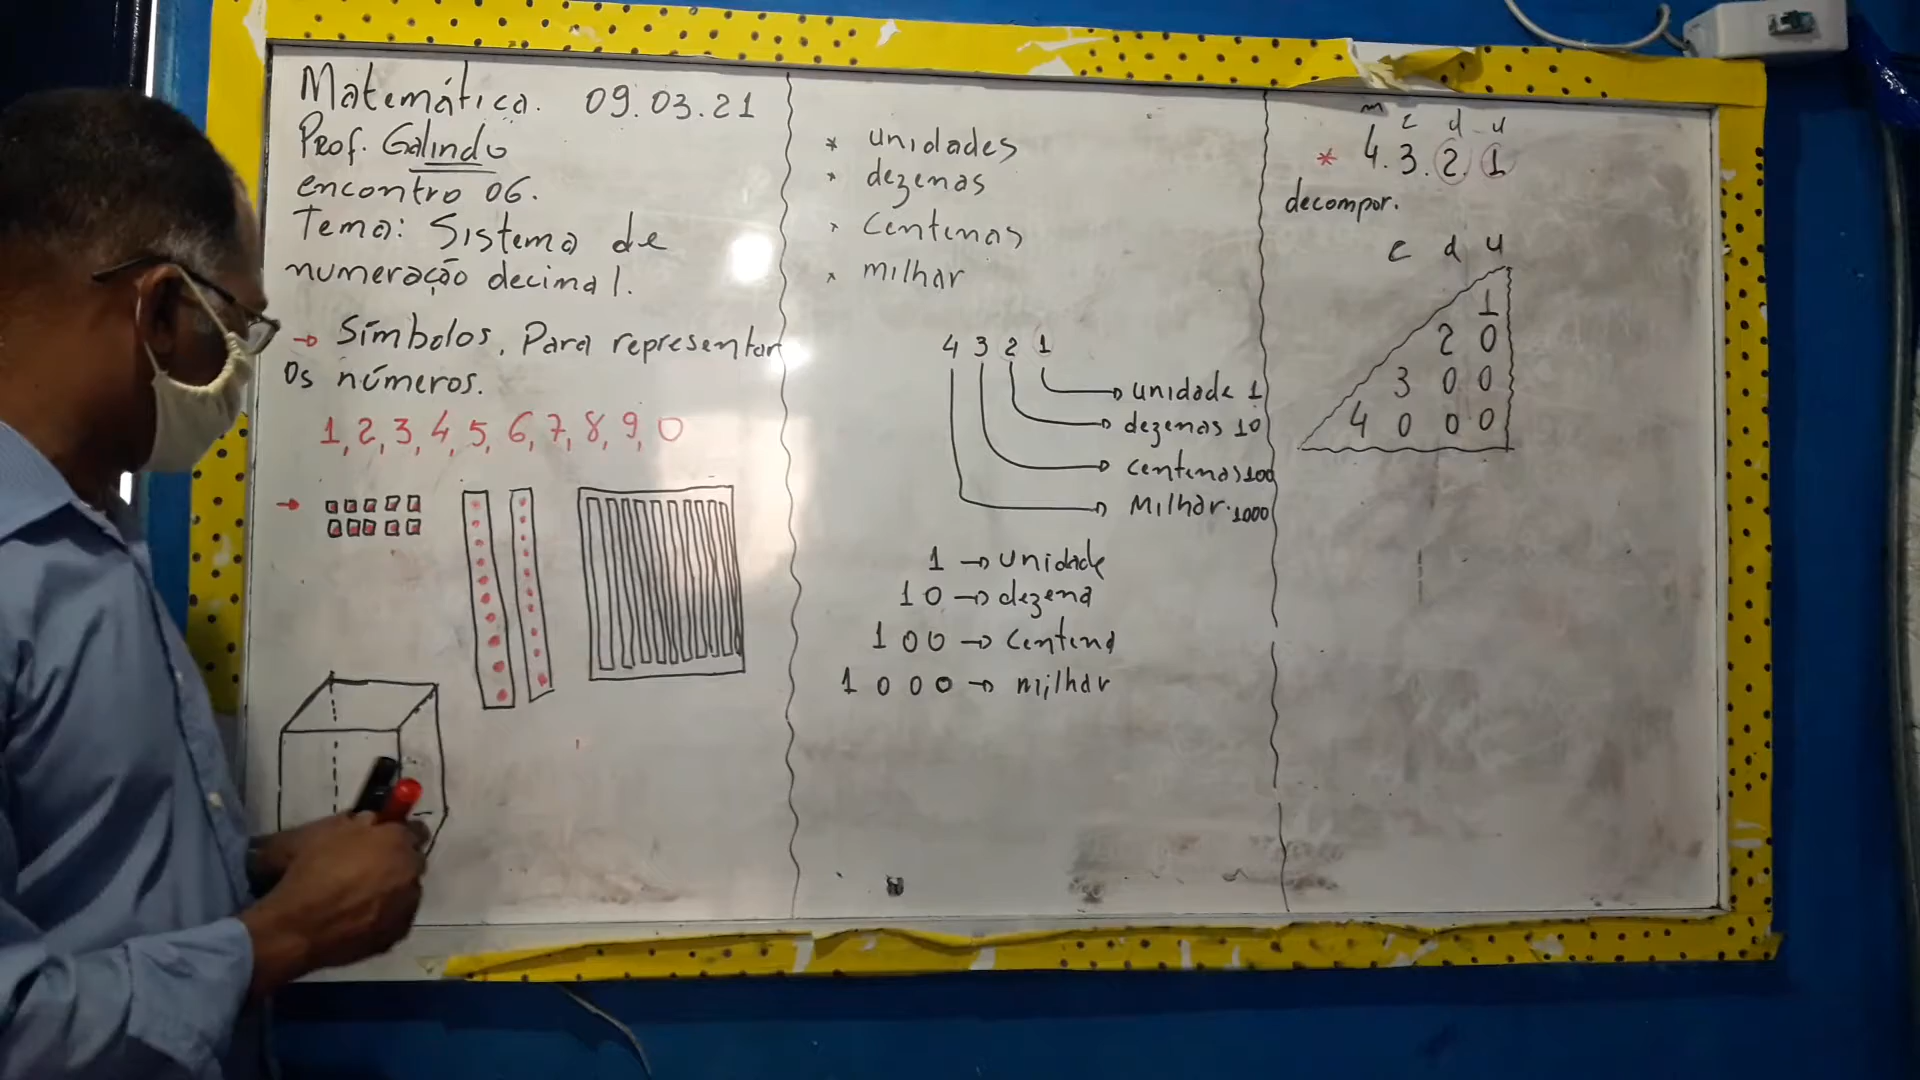 Matemática. 09.03.21
Prof. Galindo
encontro 06.
Tema: Sistema de
numeração decimal.
→ Símbolos, Para representar
Os números.
1, 2, 3, 4, 5, 6, 7, 8, 9, 0
* unidades
* dezenas
* Centenas
* milhar
4 3 2 1
→ unidade 1
→ dezenas 10
→ centenas 100
→ Milhar. 1000
1 → unidade
10 → dezena
100 → Centena
1000 → milhar
m c d u
* 4.3.2.1
decompor.
c d u
1
2 0
3 0 0
4 0 0 0